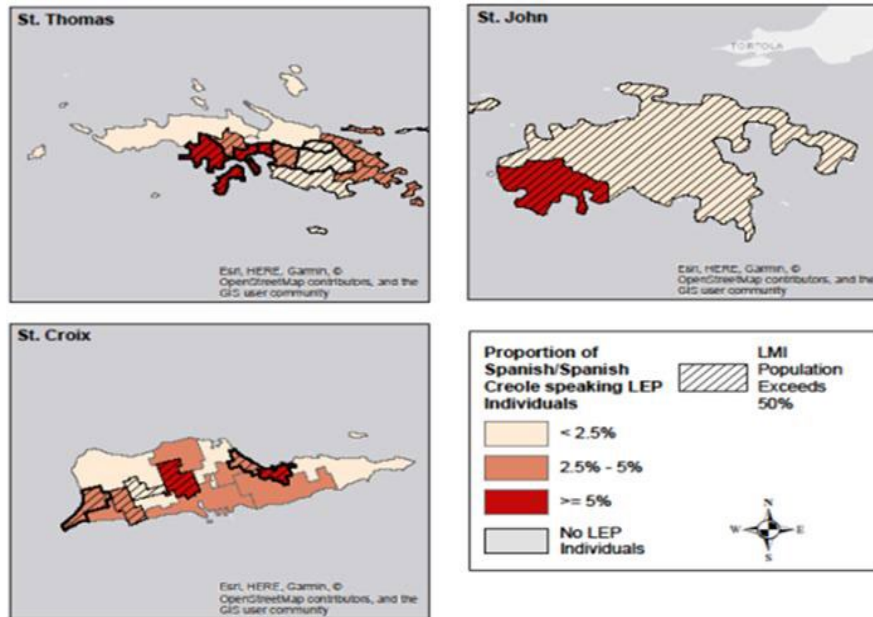 St. Thomas
Esri, HERE, Garmin, ©
OpenStreetMap contributors, and the
GIS user community
St. John
TORTOLA
Esri, HERE, Garmin, ©
OpenStreetMap contributors, and the
GIS user community
St. Croix
Esri, HERE, Garmin, ©
OpenStreetMap contributors, and the
GIS user community
Proportion of
Spanish/Spanish
Creole speaking LEP
Individuals
< 2.5%
2.5% - 5%
>= 5%
No LEP
Individuals
LMI
Population
Exceeds
50%
N
W E
S